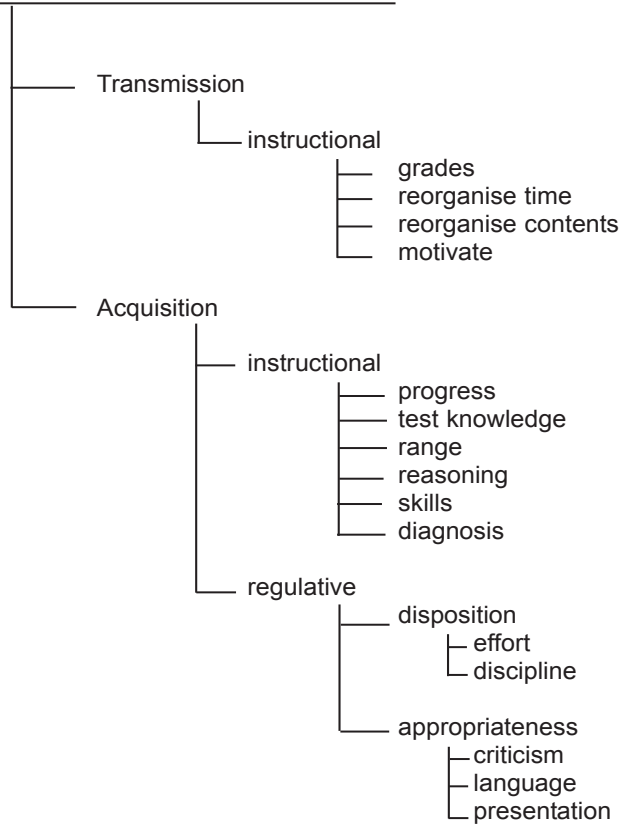 Transmission
instructional
grades
reorganise time
reorganise contents
motivate
Acquisition
instructional
progress
test knowledge
range
reasoning
skills
diagnosis
regulative
disposition
effort
discipline
appropriateness
criticism
language
presentation